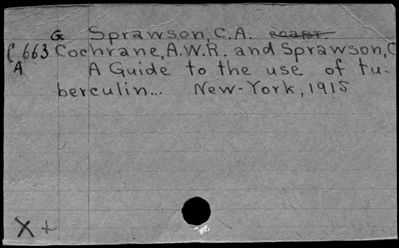 G Sprawson, C.A.
C 663 Cochrane, A.W.R. and Sprawson, C
A A Guide to the use of tu-
berculin... New-York, 1915
X